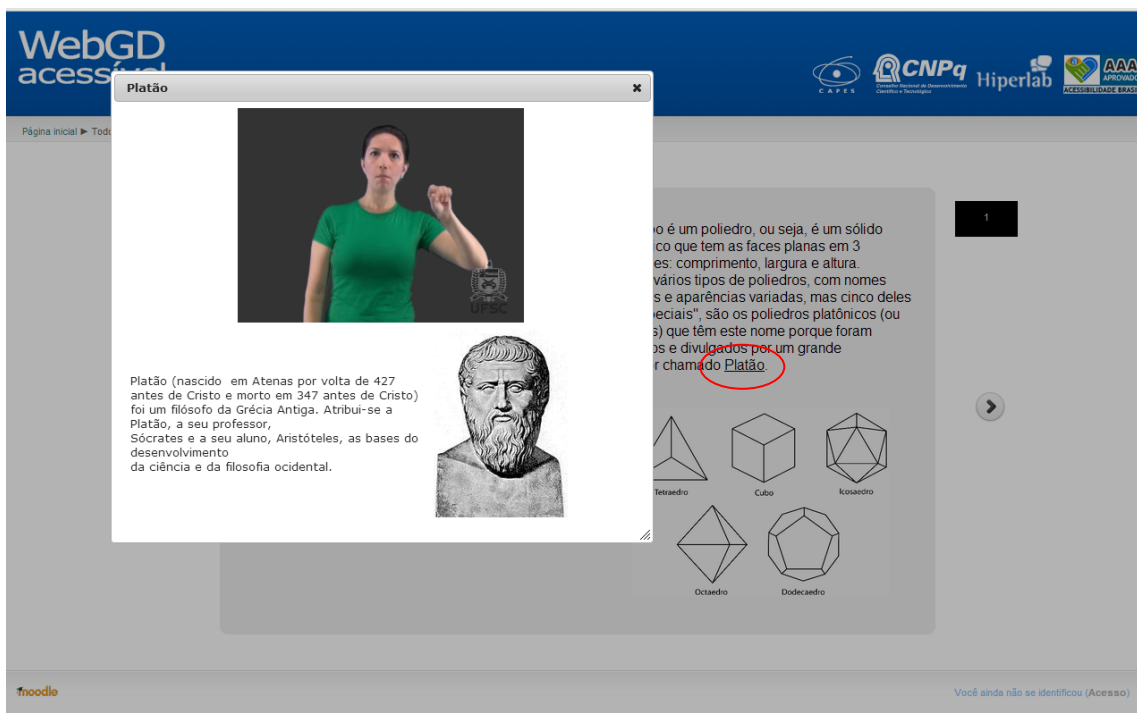 WebGD
acessível
CAPES
CNPq
Conselho Nacional de Desenvolvimento
Científico e Tecnológico
Hiperlab
AAA
APROVADO
ACESSIBILIDADE BRASIL
Página inicial ► Todo
Platão
UFSC
Platão (nascido em Atenas por volta de 427
antes de Cristo e morto em 347 antes de Cristo)
foi um filósofo da Grécia Antiga. Atribui-se a
Platão, a seu professor,
Sócrates e a seu aluno, Aristóteles, as bases do
desenvolvimento
da ciência e da filosofia ocidental.
o é um poliedro, ou seja, é um sólido
co que tem as faces planas em 3
es: comprimento, largura e altura.
vários tipos de poliedros, com nomes
s e aparências variadas, mas cinco deles
peciais", são os poliedros platônicos (ou
s) que têm este nome porque foram
os e divulgados por um grande
r chamado Platão.
1
Tetraedro
Cubo
Icosaedro
Octaedro
Dodecaedro
moodle
Você ainda não se identificou (Acesso)